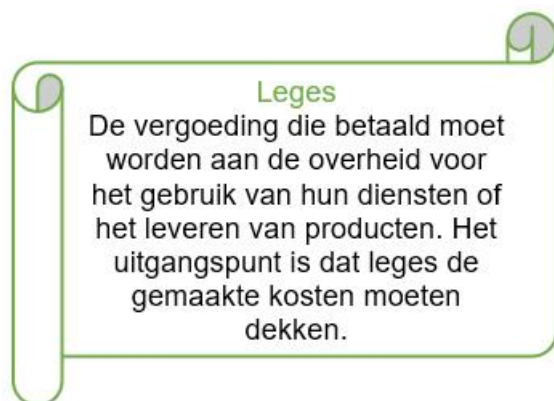 Leges
De vergoeding die betaald moet
worden aan de overheid voor
het gebruik van hun diensten of
het leveren van producten. Het
uitgangspunt is dat leges de
gemaakte kosten moeten
dekken.